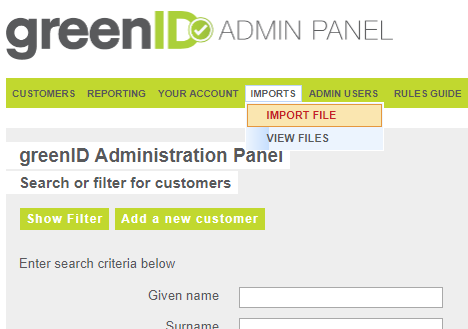 greenID ADMIN PANEL
CUSTOMERS REPORTING YOUR ACCOUNT IMPORTS ADMIN USERS RULES GUIDE
IMPORT FILE
VIEW FILES
greenID Administration Panel
Search or filter for customers
Show Filter Add a new customer
Enter search criteria below
Given name
Surname